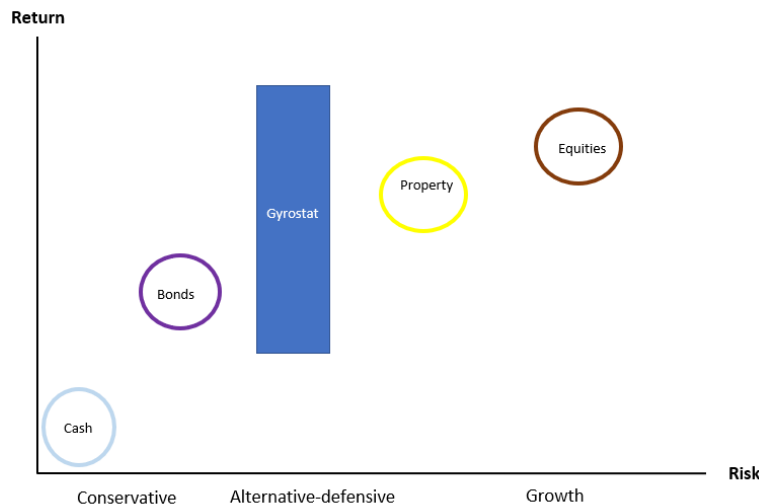 Return
Equities
Property
Gyrostat
Bonds
Cash
Risk
Conservative
Alternative-defensive
Growth